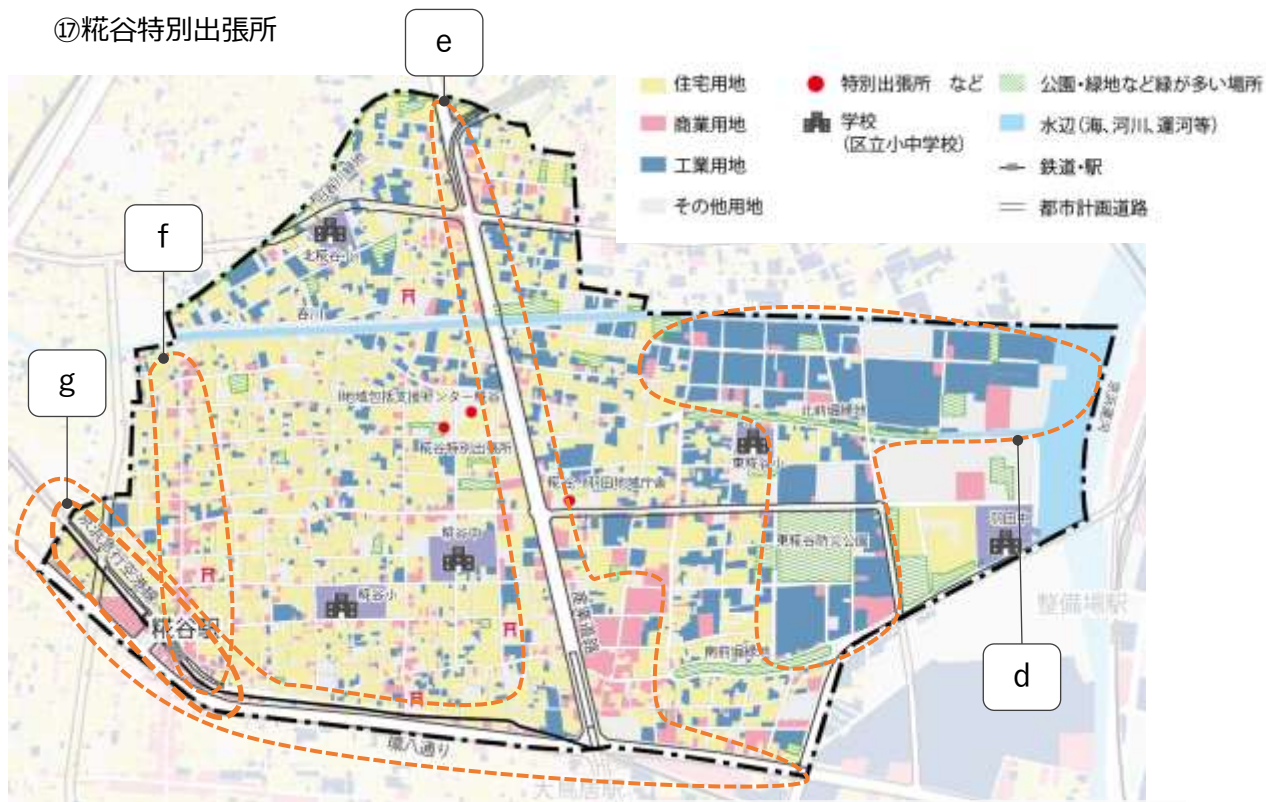 ⑰糀谷特別出張所
e
住宅用地
特別出張所 など
公園・緑地など緑が多い場所
商業用地
学校
(区立小中学校)
水辺(海、河川、運河等)
工業用地
鉄道・駅
その他用地
都市計画道路
f
北糀谷小
呑川
g
地域包括支援センター糀谷
北前堀緑地
糀谷特別出張所
東糀谷小
糀谷・羽田地域庁舎
京浜急行空港線
糀谷中
東糀谷防災公園
羽田中
糀谷小
整備場駅
糀谷駅
産業道路
南前堀緑地
d
環八通り
大鳥居駅